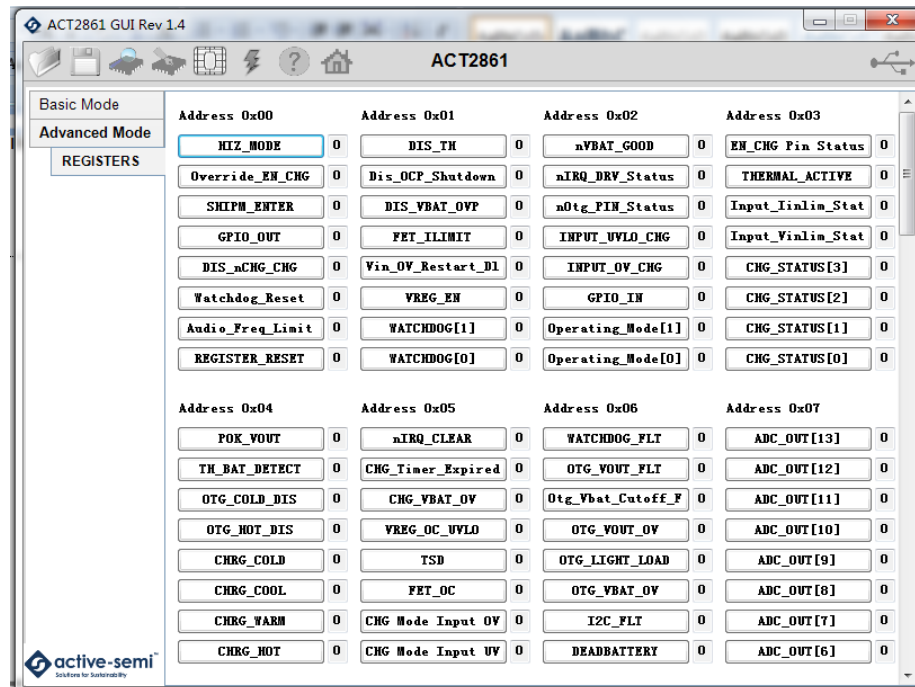 ACT2861 GUI Rev 1.4
ACT2861
Basic Mode
Advanced Mode
REGISTERS
Address 0x00
HIZ_MODE 0
Override_EN_CHG 0
SHIPM_ENTER 0
GPIO_OUT 0
DIS_nCHG_CHG 0
Watchdog_Reset 0
Audio_Freq_Limit 0
REGISTER_RESET 0
Address 0x01
DIS_TH 0
Dis_OCP_Shutdown 0
DIS_VBAT_OVP 0
FET_ILIMIT 0
Vin_OV_Restart_Dl 0
VREG_EN 0
WATCHDOG[1] 0
WATCHDOG[0] 0
Address 0x02
nVBAT_GOOD 0
nIRQ_DRV_Status 0
nOtg_PIN_Status 0
INPUT_UVLO_CHG 0
INPUT_OV_CHG 0
GPIO_IN 0
Operating_Mode[1] 0
Operating_Mode[0] 0
Address 0x03
EN_CHG Pin Status 0
THERMAL_ACTIVE 0
Input_Iinlim_Stat 0
Input_Vinlim_Stat 0
CHG_STATUS[3] 0
CHG_STATUS[2] 0
CHG_STATUS[1] 0
CHG_STATUS[0] 0
Address 0x04
POK_VOUT 0
TH_BAT_DETECT 0
OTG_COLD_DIS 0
OTG_HOT_DIS 0
CHRG_COLD 0
CHRG_COOL 0
CHRG_WARM 0
CHRG_HOT 0
Address 0x05
nIRQ_CLEAR 0
CHG_Timer_Expired 0
CHG_VBAT_OV 0
VREG_OC_UVLO 0
TSD 0
FET_OC 0
CHG Mode Input OV 0
CHG Mode Input UV 0
Address 0x06
WATCHDOG_FLT 0
OTG_VOUT_FLT 0
Otg_Vbat_Cutoff_F 0
OTG_VOUT_OV 0
OTG_LIGHT_LOAD 0
OTG_VBAT_OV 0
I2C_FLT 0
DEADBATTERY 0
Address 0x07
ADC_OUT[13] 0
ADC_OUT[12] 0
ADC_OUT[11] 0
ADC_OUT[10] 0
ADC_OUT[9] 0
ADC_OUT[8] 0
ADC_OUT[7] 0
ADC_OUT[6] 0
active-semi™
Solutions for Sustainability